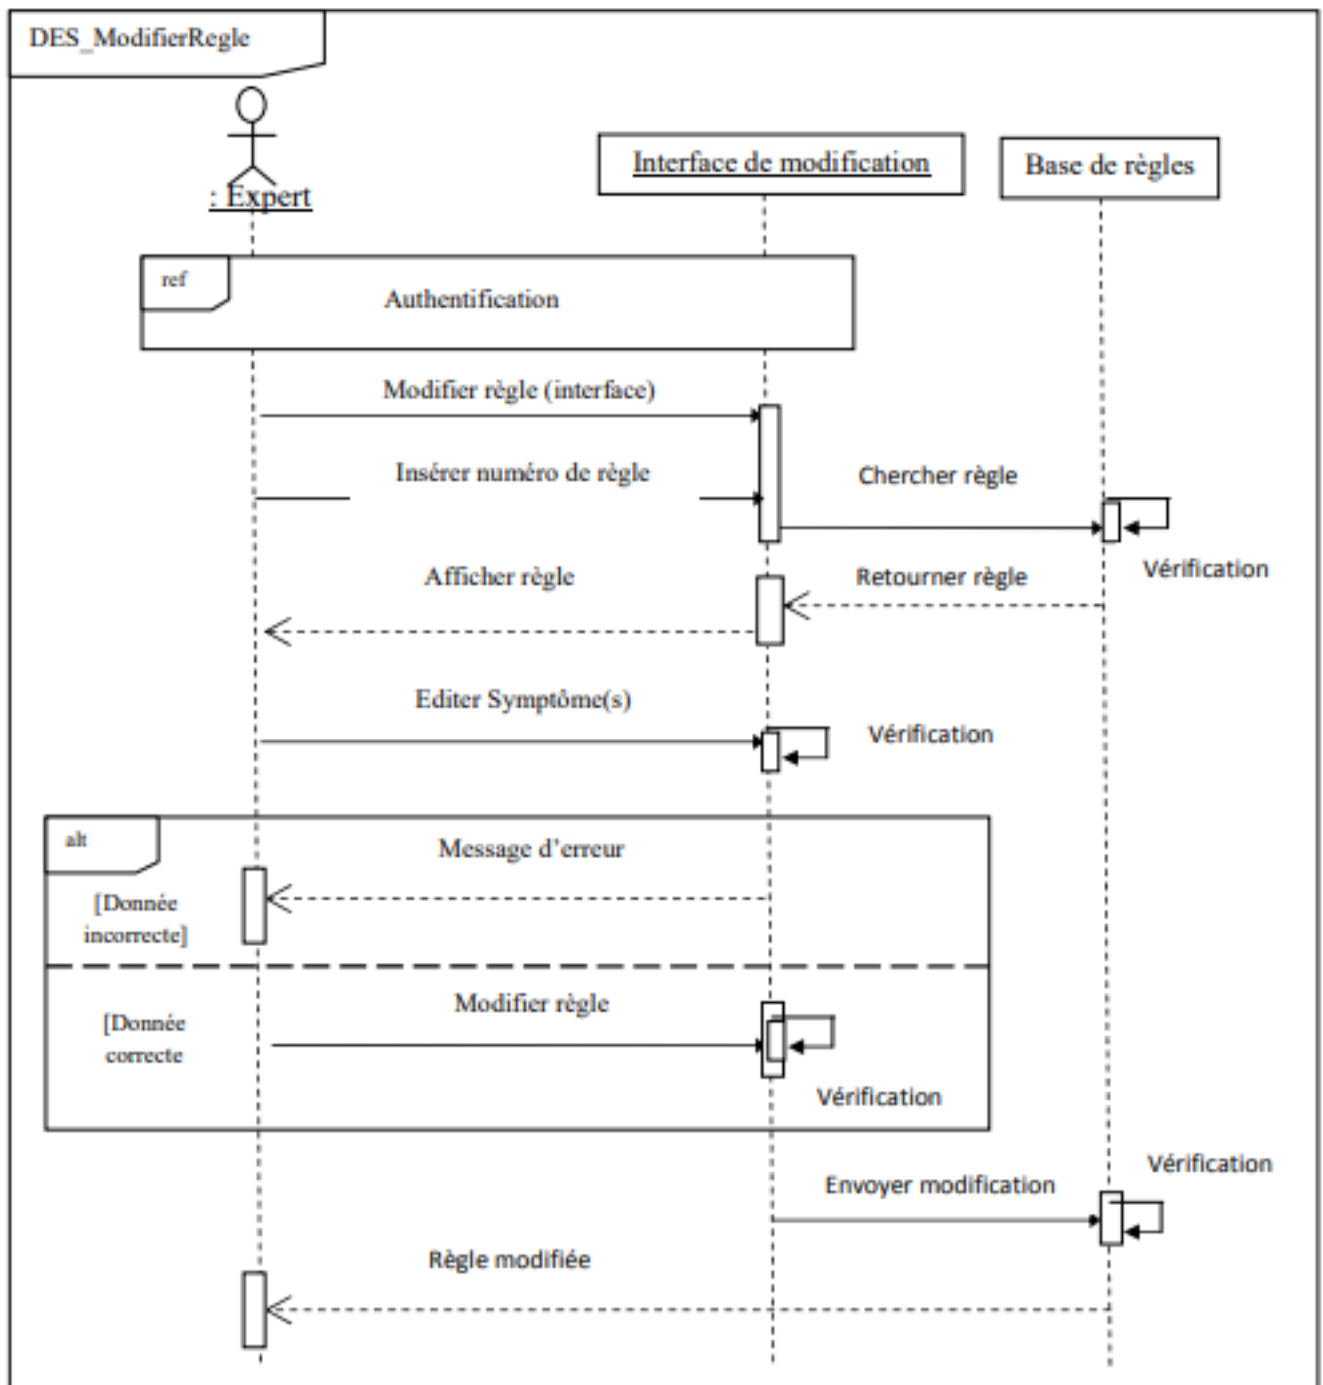 DES_ModifierRegle
: Expert
Interface de modification
Base de règles
ref
Authentification
Modifier règle (interface)
Insérer numéro de règle
Chercher règle
Vérification
Afficher règle
Retourner règle
Editer Symptôme(s)
Vérification
alt
Message d'erreur
[Donnée
incorrecte]
Modifier règle
[Donnée
correcte
Vérification
Vérification
Envoyer modification
Règle modifiée